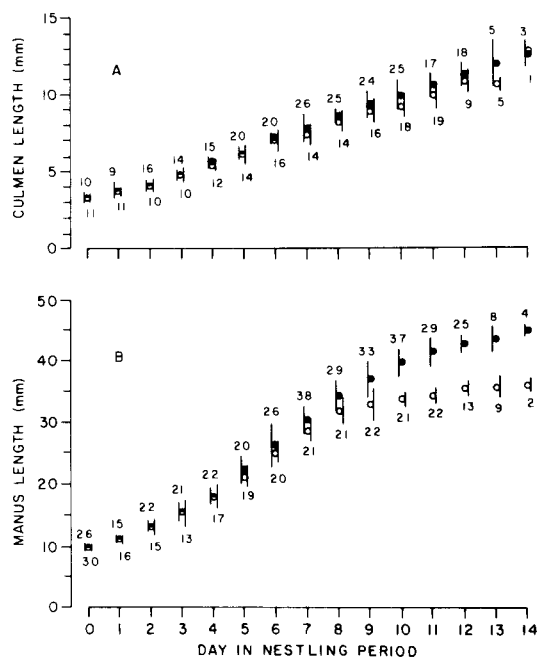 CULMEN LENGTH (mm)
15
10
5
0
A
10 9 16 14 15 20 20 26 25 24 25 17 18 5 3
11 11 10 10 12 14 16 14 14 16 18 19 9 5 1
MANUS LENGTH (mm)
50
40
30
20
10
0
B
26 15 22 21 22 20 26 38 29 33 37 29 25 8 4
30 16 15 13 17 19 20 21 21 22 21 22 13 9 2
0 1 2 3 4 5 6 7 8 9 10 11 12 13 14
DAY IN NESTLING PERIOD